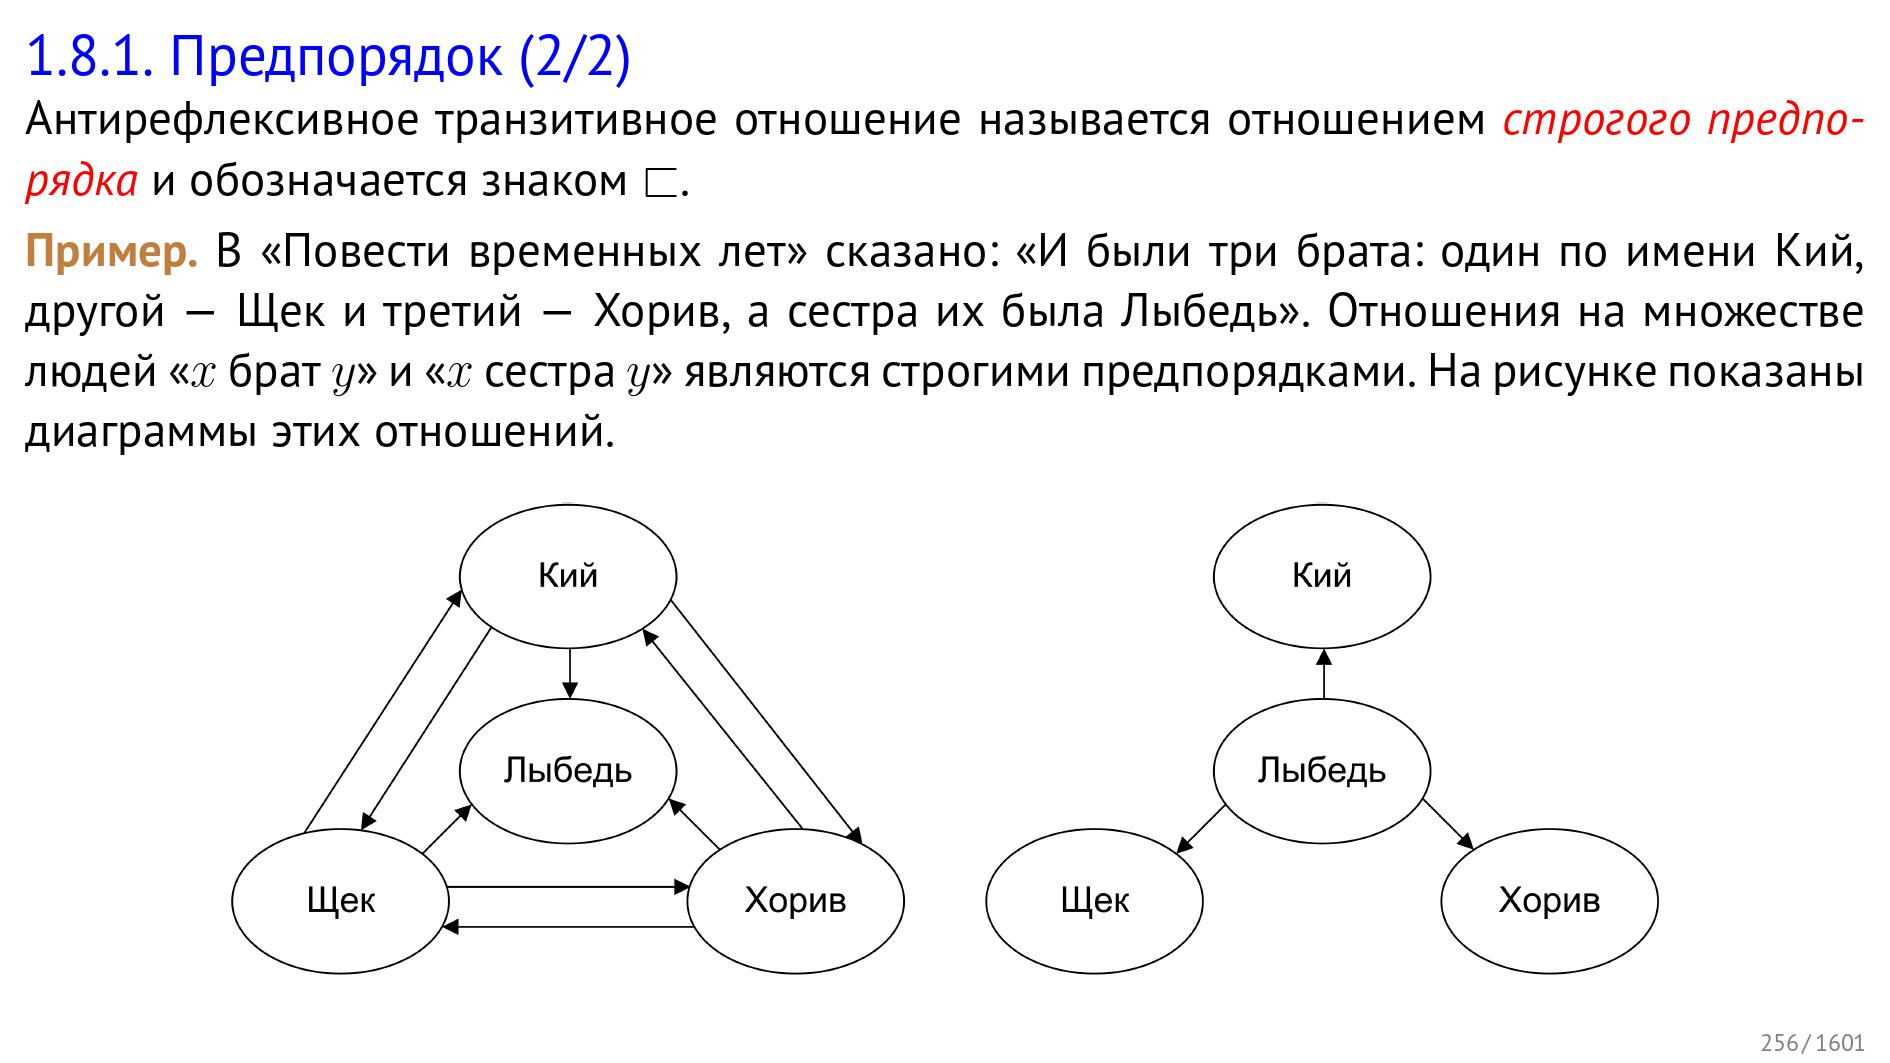 1.8.1. Предпорядок (2/2)
Антирефлексивное транзитивное отношение называется отношением строгого предпо-
рядка и обозначается знаком ⊏.
Пример. В «Повести временных лет» сказано: «И были три брата: один по имени Кий,
другой — Щек и третий — Хорив, а сестра их была Лыбедь». Отношения на множестве
людей «x брат y» и «x сестра y» являются строгими предпорядками. На рисунке показаны
диаграммы этих отношений.
Кий
Лыбедь
Щек
Хорив
Кий
Лыбедь
Щек
Хорив
256/1601